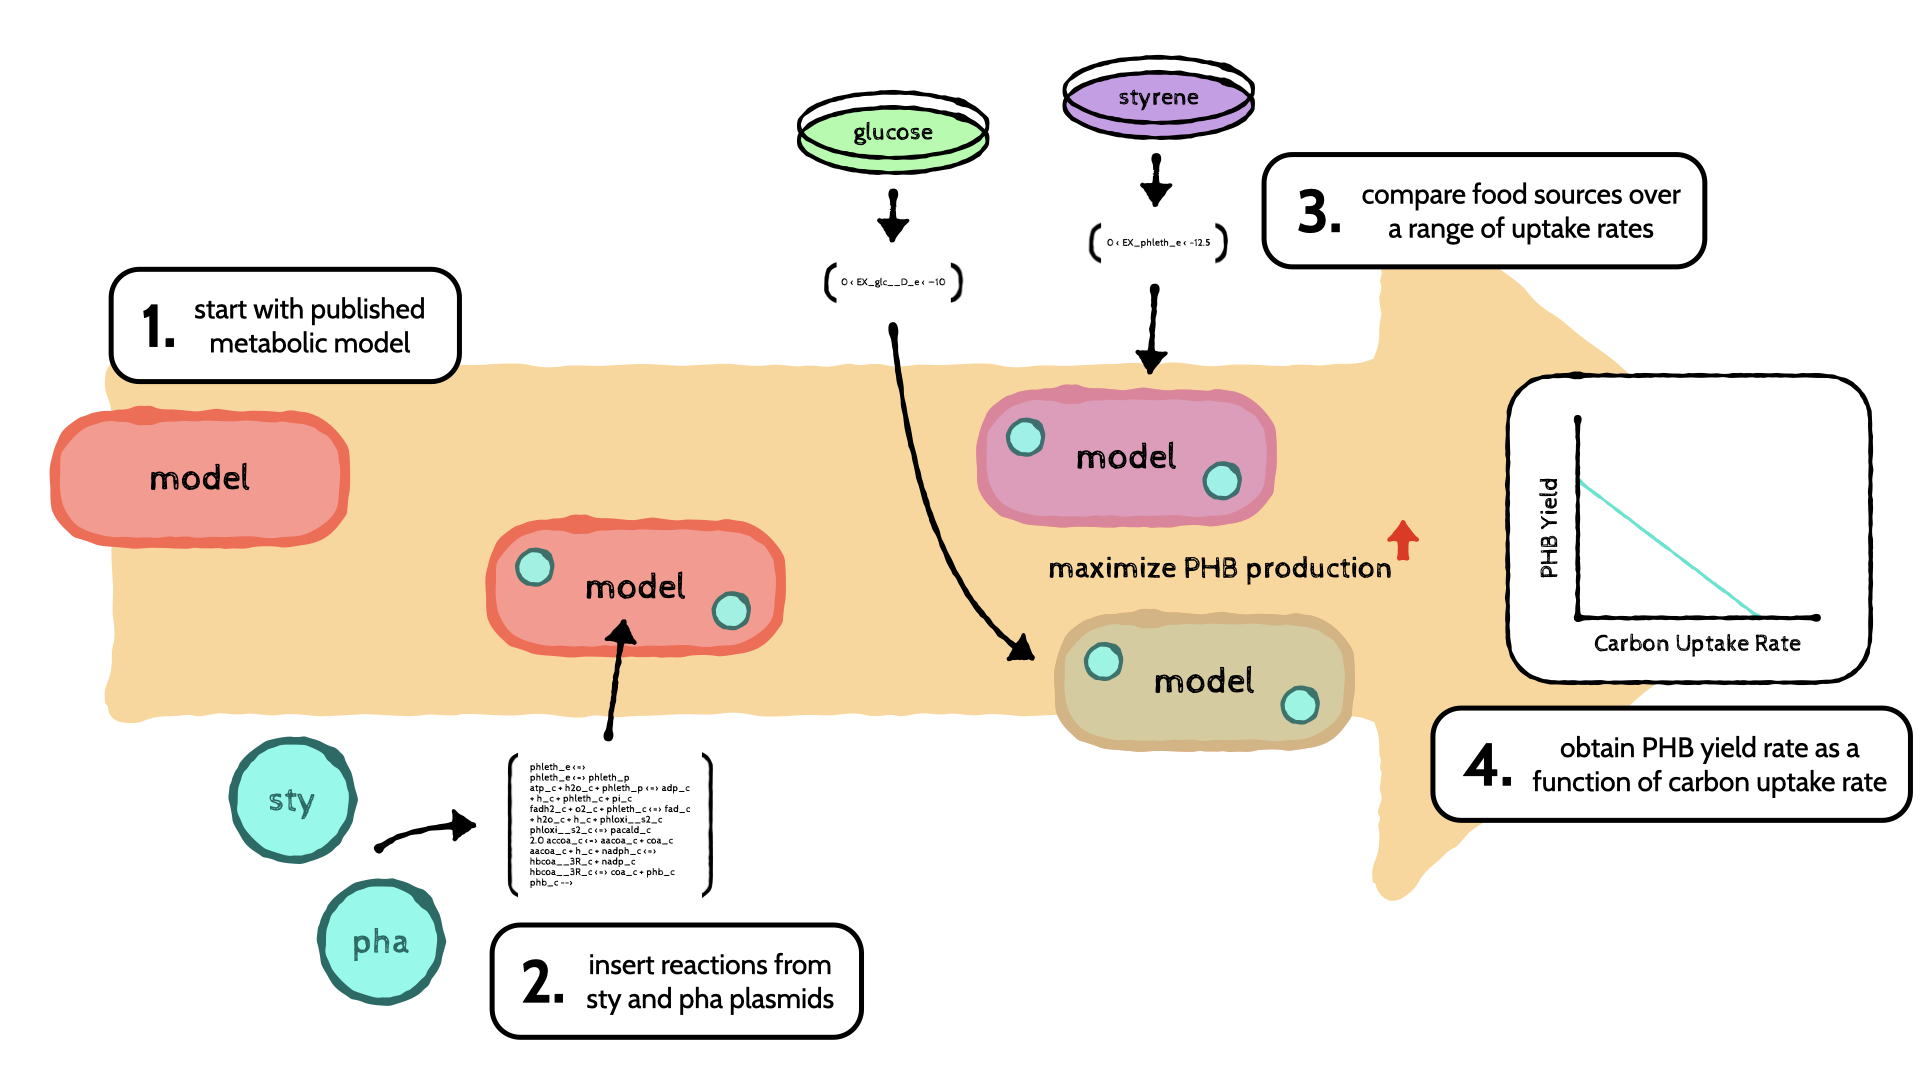 1.
start with published
metabolic model
model
model
sty
pha
phleth_e <=>
phleth_e <=> phleth_p
atp_c + h2o_c + phleth_p <=> adp_c
+ h_c + phleth_c + pi_c
fadh2_c + o2_c + phleth_c <=> fad_c
+ h2o_c + h_c + phloxi__s2_c
phloxi__s2_c <=> pacald_c
2.0 accoa_c <=> aacoa_c + coa_c
aacoa_c + h_c + nadph_c <=>
hbcoa__3R_c + nadp_c
hbcoa__3R_c <=> coa_c + phb_c
phb_c -->
2.
insert reactions from
sty and pha plasmids
glucose
0 < EX_glc__D_e < -10
styrene
0 < EX_phleth_e < -12.5
3.
compare food sources over
a range of uptake rates
model
maximize PHB production
model
PHB Yield
Carbon Uptake Rate
4.
obtain PHB yield rate as a
function of carbon uptake rate